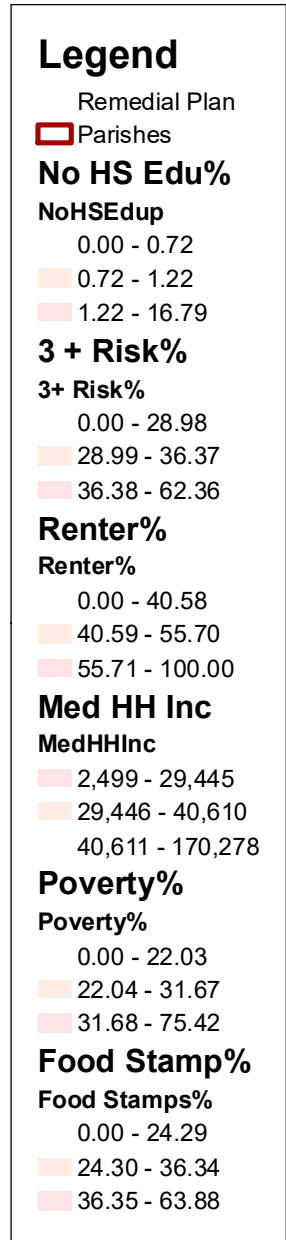 Legend
Remedial Plan
Parishes
No HS Edu%
NoHSEdup
0.00 - 0.72
0.72 - 1.22
1.22 - 16.79
3 + Risk%
3+ Risk%
0.00 - 28.98
28.99 - 36.37
36.38 - 62.36
Renter%
Renter%
0.00 - 40.58
40.59 - 55.70
55.71 - 100.00
Med HH Inc
MedHHInc
2,499 - 29,445
29,446 - 40,610
40,611 - 170,278
Poverty%
Poverty%
0.00 - 22.03
22.04 - 31.67
31.68 - 75.42
Food Stamp%
Food Stamps%
0.00 - 24.29
24.30 - 36.34
36.35 - 63.88